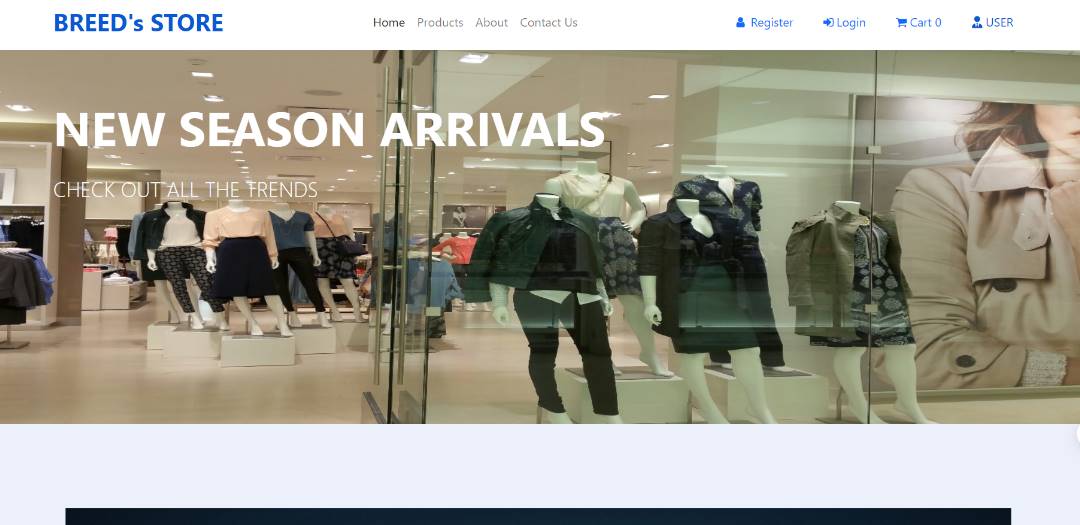 BREED's STORE
Home Products About Contact Us
Register Login Cart 0 USER
NEW SEASON ARRIVALS
CHECK OUT ALL THE TRENDS